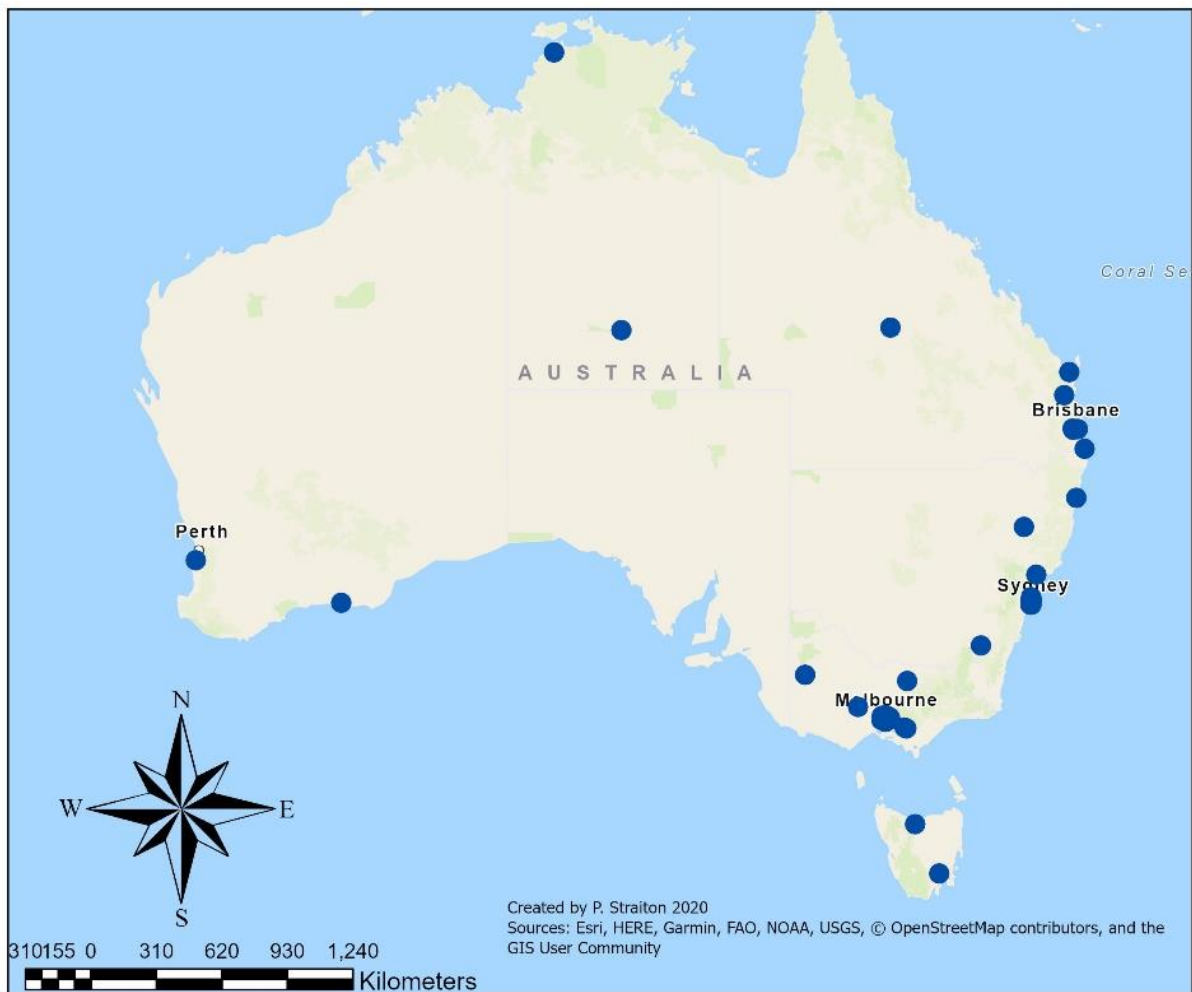 Coral Se
A U S T R A L I A
Brisbane
Perth
Sydney
Melbourne
N
W
E
S
Created by P. Straiton 2020
Sources: Esri, HERE, Garmin, FAO, NOAA, USGS, © OpenStreetMap contributors, and the
GIS User Community
310155 0 310 620 930 1,240
Kilometers